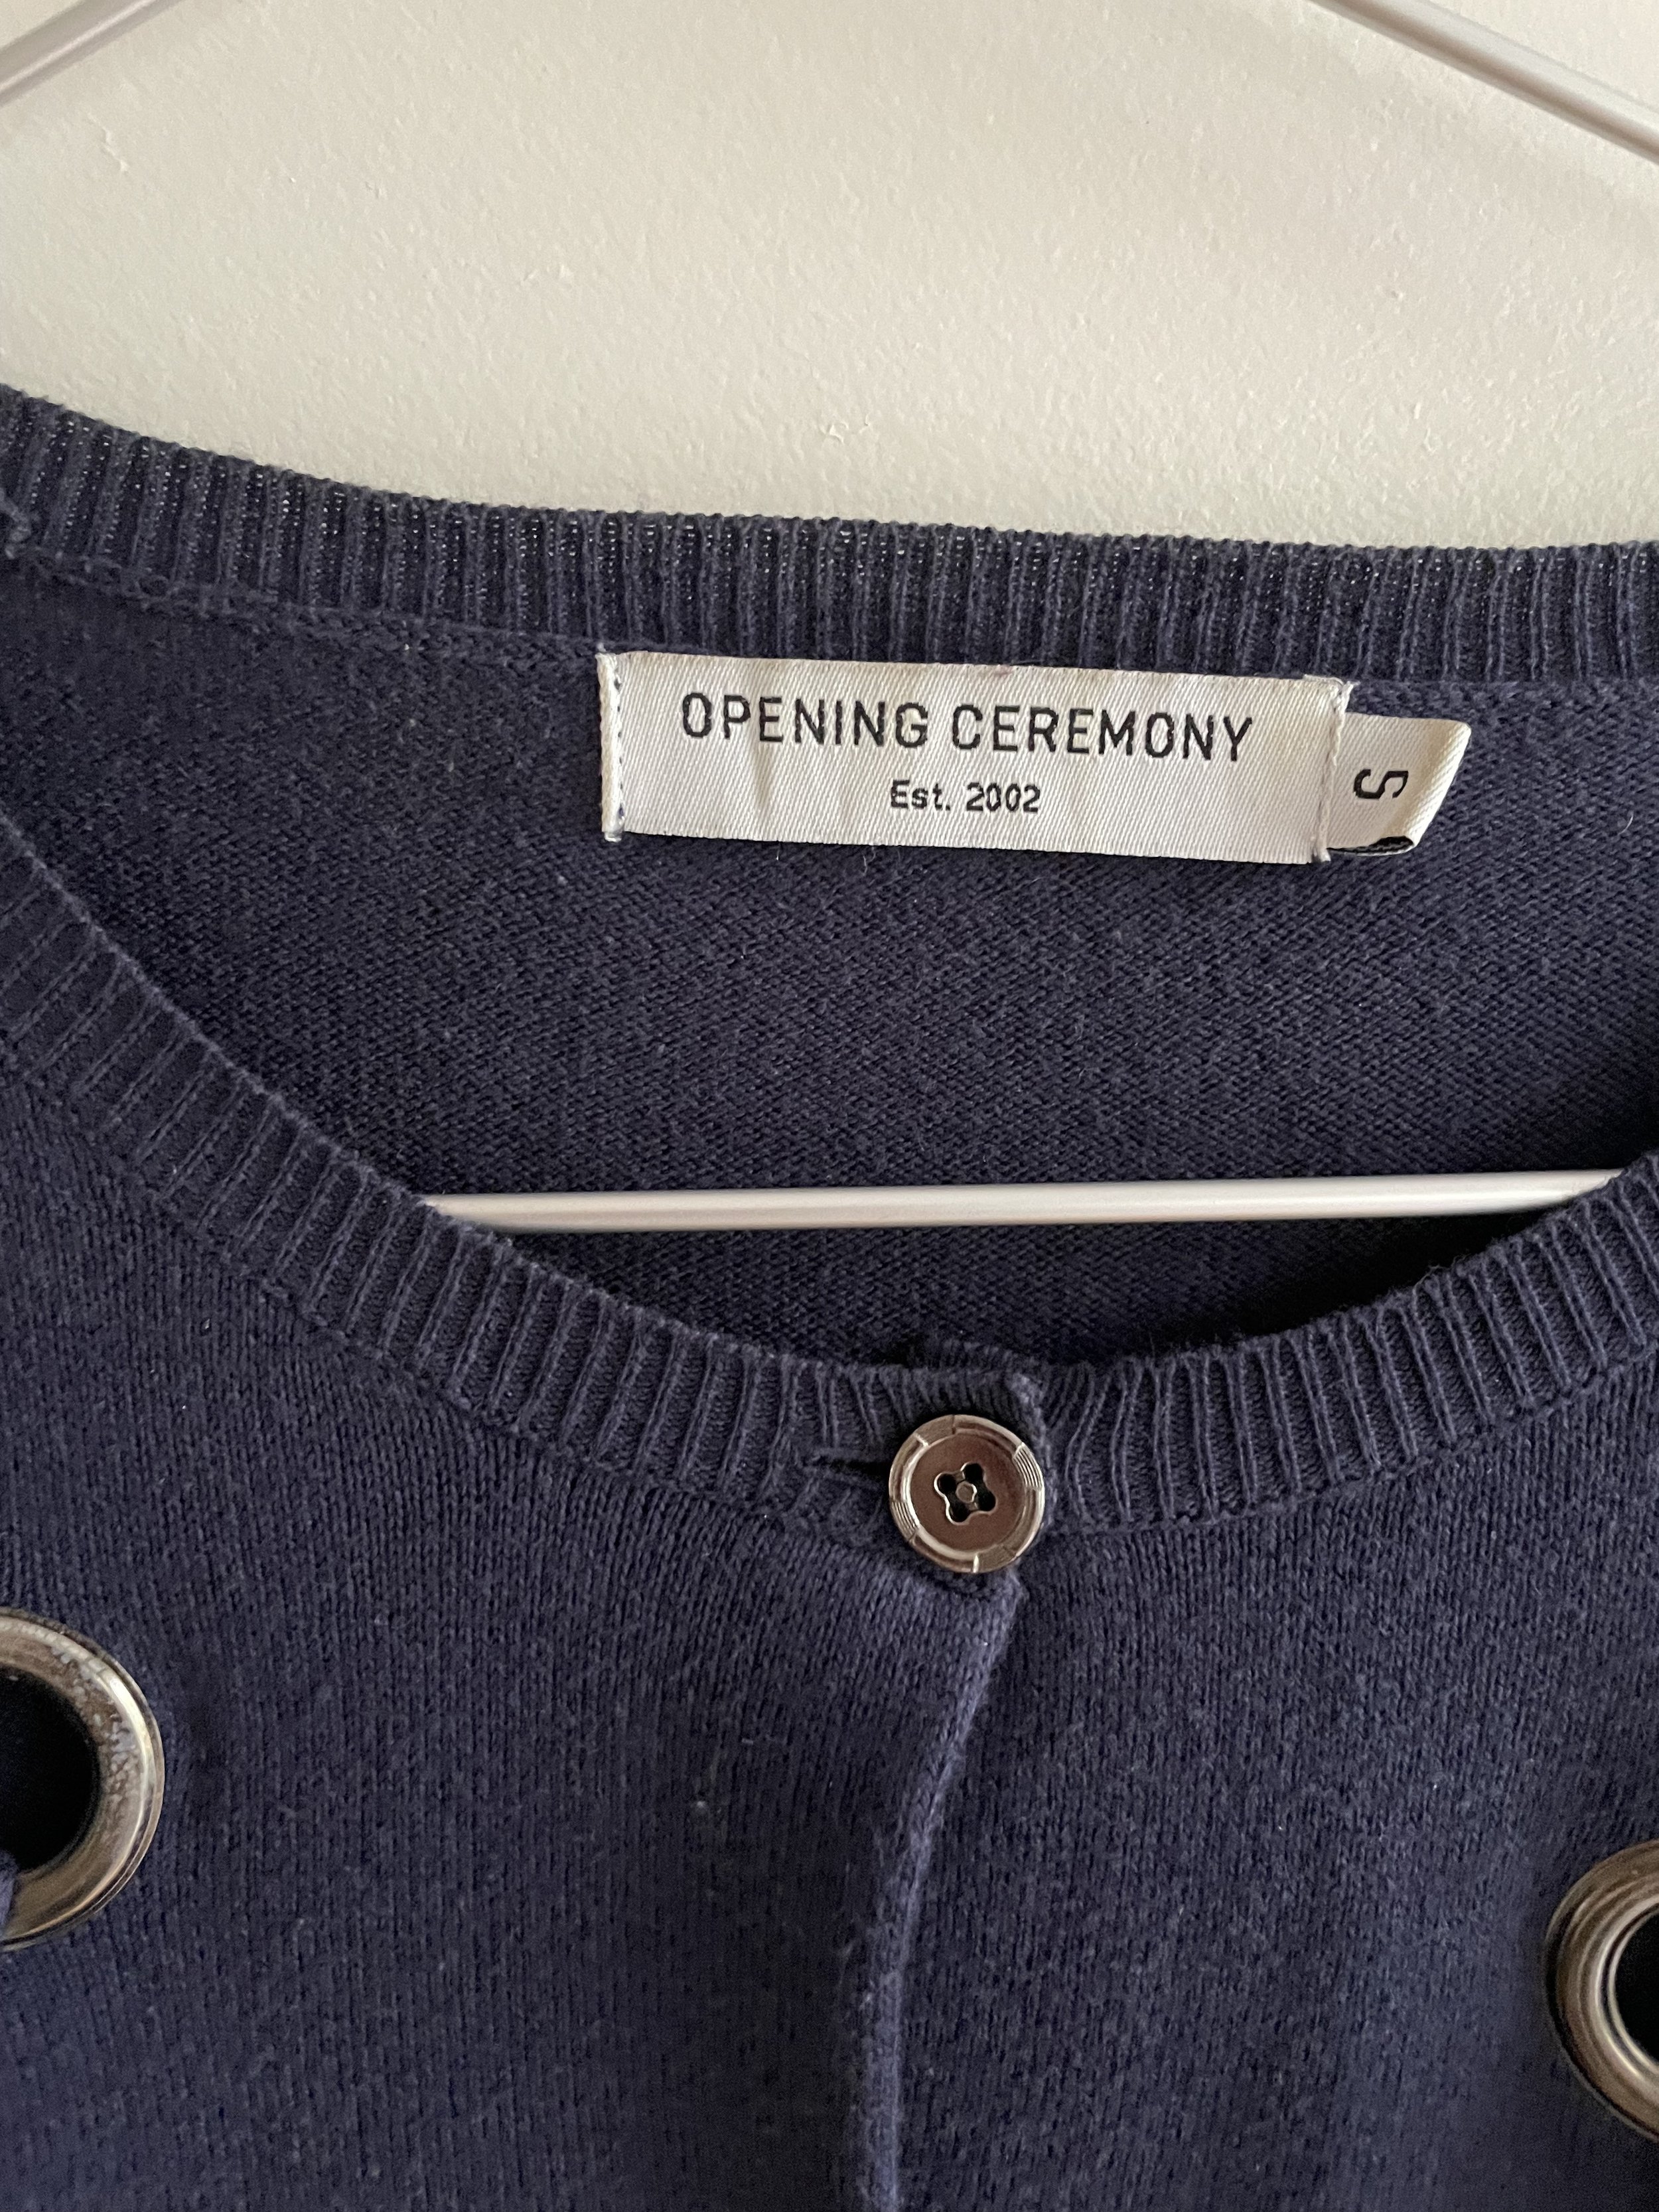 OPENING CEREMONY
Est. 2002
S